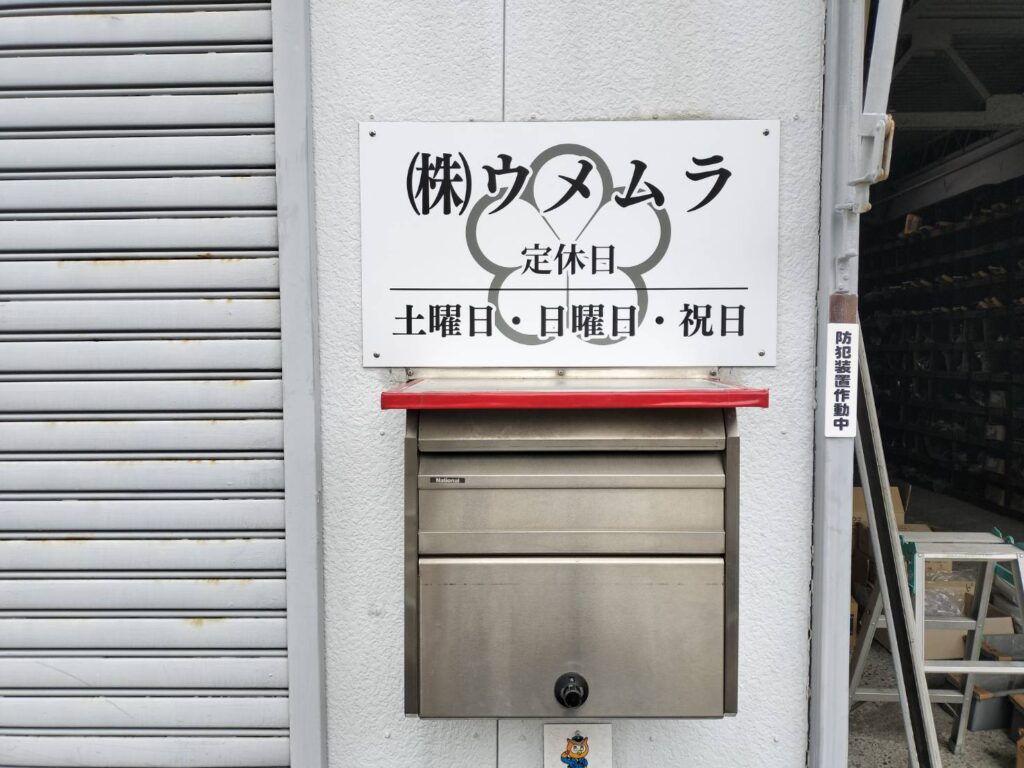 ㈱ウメムラ
定休日
土曜日・日曜日・祝日
National
防犯装置作動中